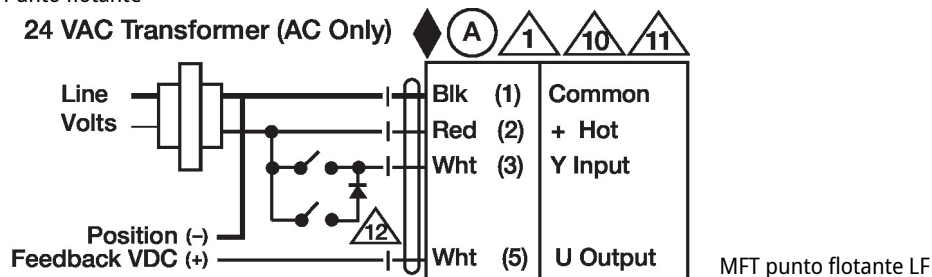 Punto flotante
24 VAC Transformer (AC Only) A 1 10 11
Line
Volts
Blk (1) Common
Red (2) + Hot
Wht (3) Y Input
12
Position (–)
Feedback VDC (+)
Wht (5) U Output
MFT punto flotante LF